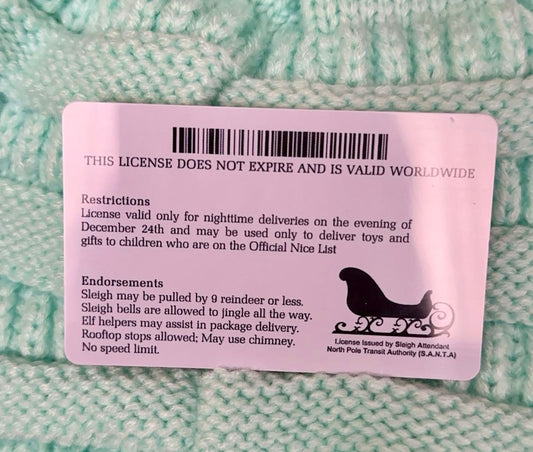 THIS LICENSE DOES NOT EXPIRE AND IS VALID WORLDWIDE
Restrictions
License valid only for nighttime deliveries on the evening of
December 24th and may be used only to deliver toys and
gifts to children who are on the Official Nice List
Endorsements
Sleigh may be pulled by 9 reindeer or less.
Sleigh bells are allowed to jingle all the way.
Elf helpers may assist in package delivery.
Rooftop stops allowed; May use chimney.
No speed limit.
License Issued by Sleigh Attendant
North Pole Transit Authority (S.A.N.T.A)